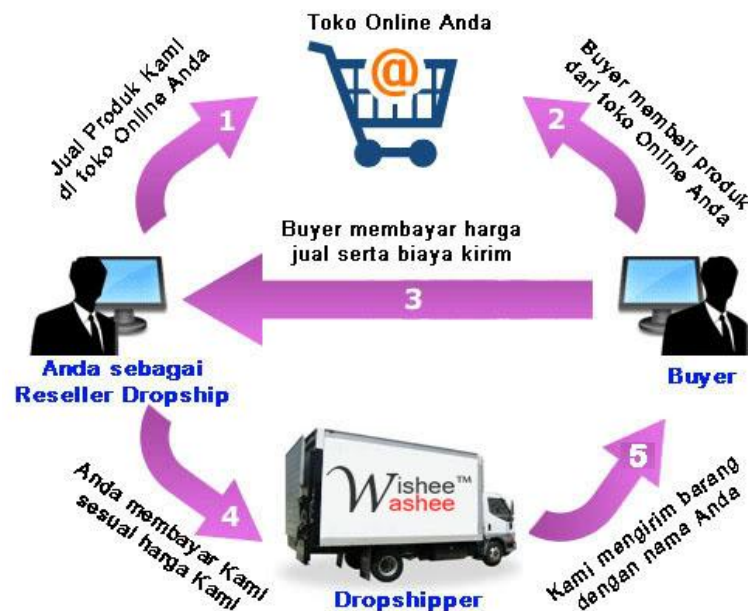 Toko Online Anda
@
Jual Produk Kami
di toko Online Anda
1
Buyer membeli produk
dari toko Online Anda
2
Buyer membayar harga
jual serta biaya kirim
3
Anda sebagai
Reseller Dropship
Buyer
Anda membayar Kami
sesuai harga Kami
4
Wishee™
Washee
Dropshipper
5
Kami mengirim barang
dengan nama Anda